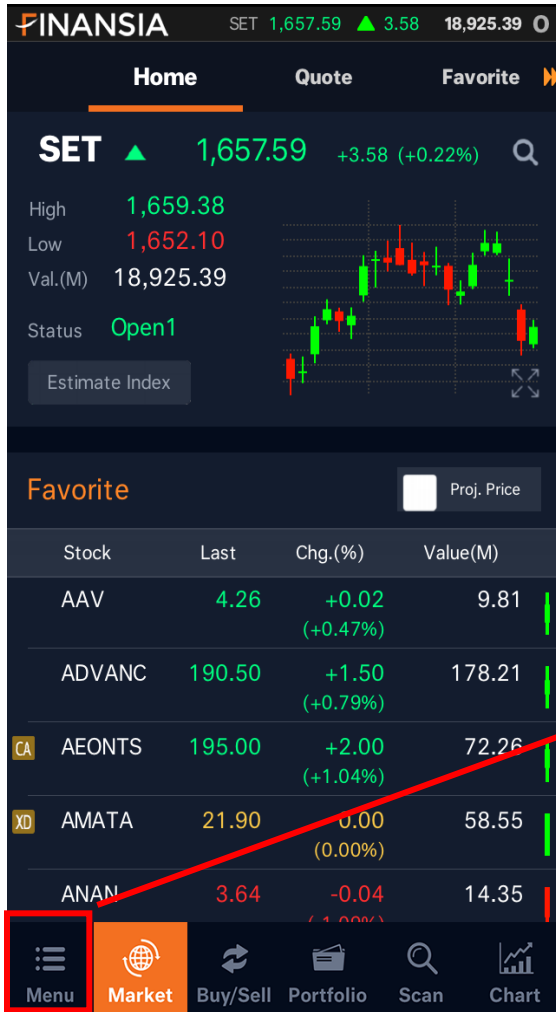 FINANSIA SET 1,657.59 ▲ 3.58 18,925.39 O
Home Quote Favorite
SET ▲ 1,657.59 +3.58 (+0.22%)
High 1,659.38
Low 1,652.10
Val.(M) 18,925.39
Status Open1
Estimate Index
Favorite Proj. Price
Stock Last Chg.(%) Value(M)
AAV 4.26 +0.02 9.81
(+0.47%)
ADVANC 190.50 +1.50 178.21
(+0.79%)
CA AEONTS 195.00 +2.00 72.26
(+1.04%)
XD AMATA 21.90 0.00 58.55
(0.00%)
ANAN 3.64 -0.04 14.35
Menu Market Buy/Sell Portfolio Scan Chart